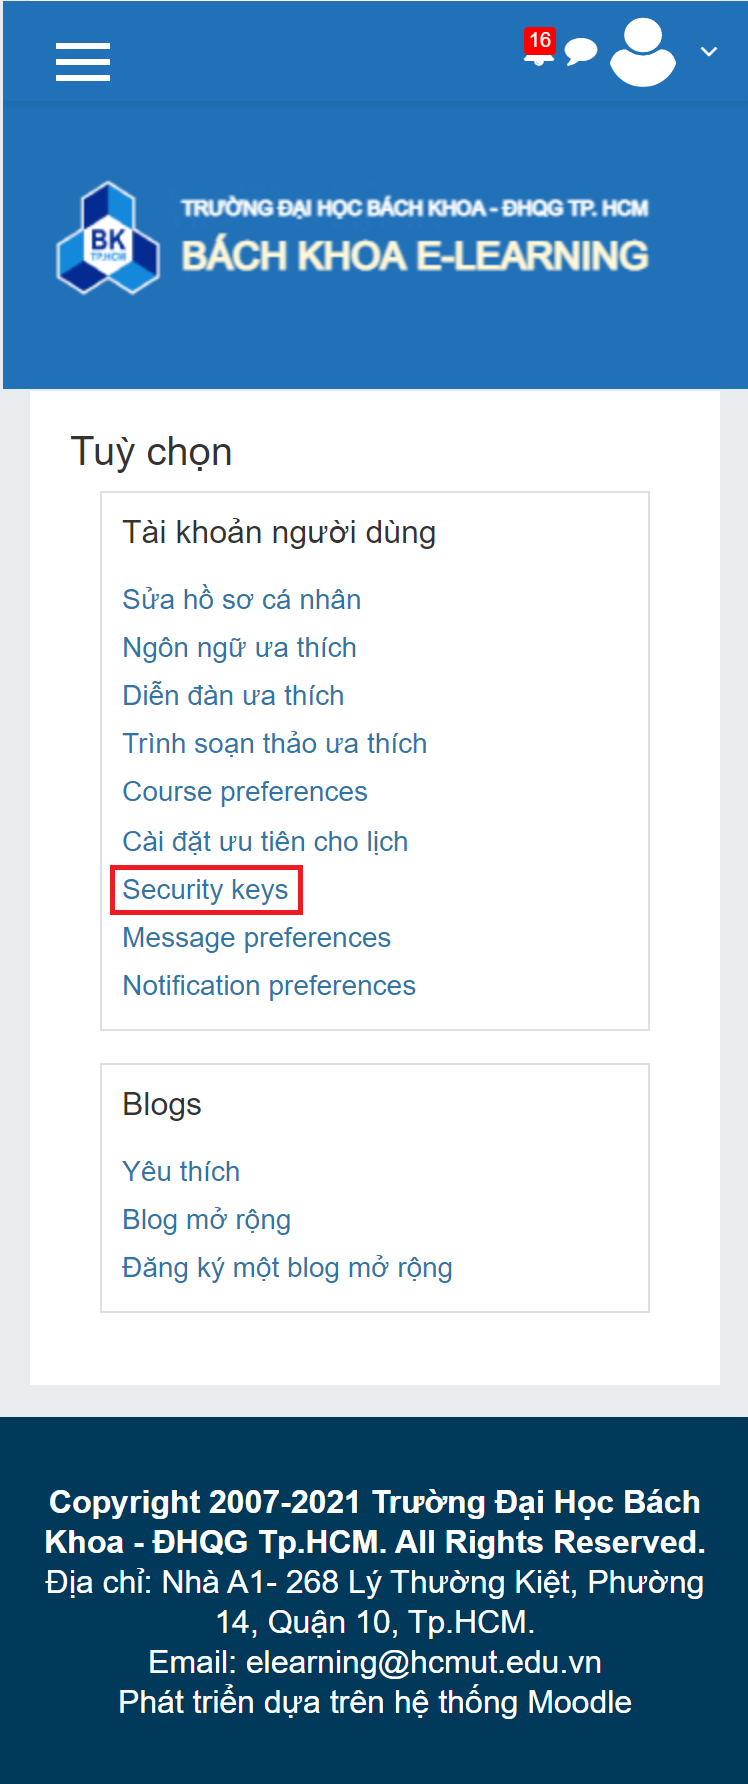 16
BK
TP.HCM
TRƯỜNG ĐẠI HỌC BÁCH KHOA - ĐHQG TP. HCM
BÁCH KHOA E-LEARNING
Tuỳ chọn
Tài khoản người dùng
Sửa hồ sơ cá nhân
Ngôn ngữ ưa thích
Diễn đàn ưa thích
Trình soạn thảo ưa thích
Course preferences
Cài đặt ưu tiên cho lịch
Security keys
Message preferences
Notification preferences
Blogs
Yêu thích
Blog mở rộng
Đăng ký một blog mở rộng
Copyright 2007-2021 Trường Đại Học Bách
Khoa - ĐHQG Tp.HCM. All Rights Reserved.
Địa chỉ: Nhà A1- 268 Lý Thường Kiệt, Phường
14, Quận 10, Tp.HCM.
Email: elearning@hcmut.edu.vn
Phát triển dựa trên hệ thống Moodle